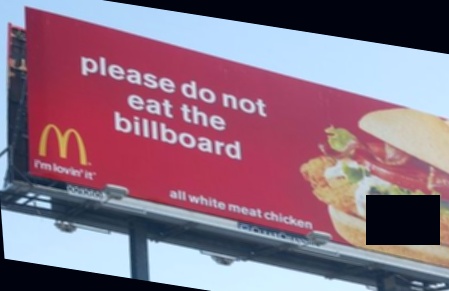 please do not
eat the
billboard
i'm lovin' it
all white meat chicken